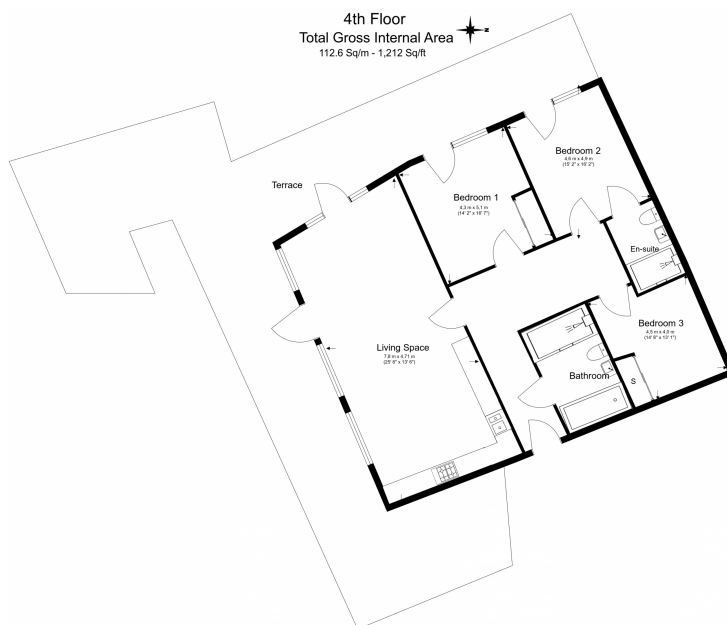 4th Floor
Total Gross Internal Area
112.6 Sq/m - 1,212 Sq/ft
N
Bedroom 2
4,6 m x 4,9 m
(15' 2" x 16' 2")
Terrace
Bedroom 1
4,3 m x 5,1 m
(14' 2" x 16' 7")
En-suite
Bedroom 3
4,5 m x 4,0 m
(14' 9" x 13' 1")
Living Space
7,8 m x 4,71 m
(25' 6" x 13' 6")
Bathroom
S